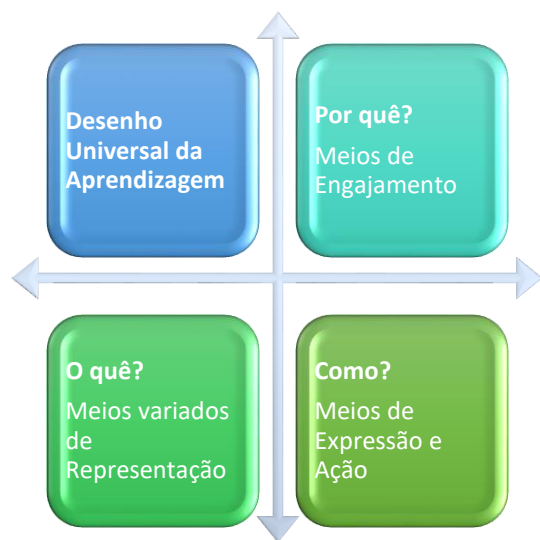 Desenho
Universal da
Aprendizagem
Por quê?
Meios de
Engajamento
O quê?
Meios variados
de
Representação
Como?
Meios de
Expressão e
Ação